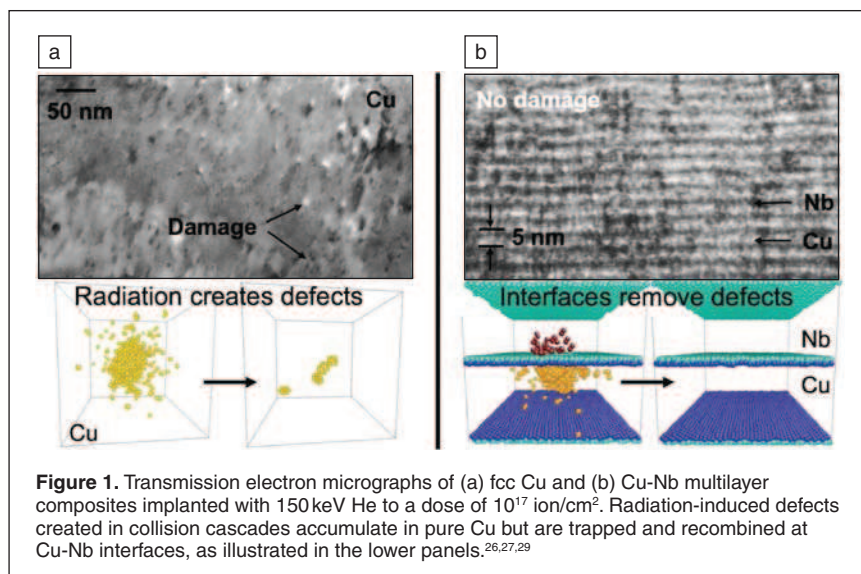 a
50 nm
Cu
Damage
Radiation creates defects
Cu
b
No damage
Nb
5 nm
Cu
Interfaces remove defects
Nb
Cu
Figure 1. Transmission electron micrographs of (a) fcc Cu and (b) Cu-Nb multilayer
composites implanted with 150 keV He to a dose of 10¹⁷ ion/cm². Radiation-induced defects
created in collision cascades accumulate in pure Cu but are trapped and recombined at
Cu-Nb interfaces, as illustrated in the lower panels.²⁶,²⁷,²⁹